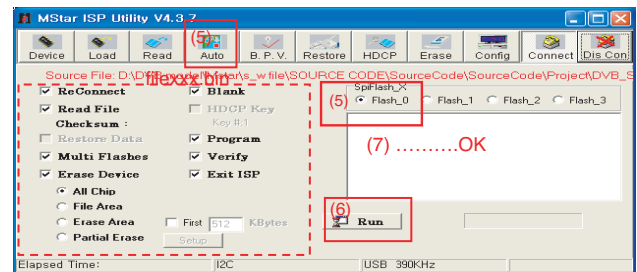 MStar ISP Utility V4.3.7
(5)
Device Load Read Auto B. P. V. Restore HDCP Erase Config Connect Dis Con
Source File: D:\ s_w file\SOURCE CODE\SourceCode\SourceCode\Project\DVB_S
filexxx.bin
ReConnect Blank
SpiFlash_X
(5) Flash_0 Flash_1 Flash_2 Flash_3
Read File HDCP Key
Checksum : Key # 1
Restore Data Program
(7) ..........OK
Multi Flashes Verify
Erase Device Exit ISP
All Chip
File Area
(6)
Erase Area First 512 KBytes Run
Partial Erase Setup
Elapsed Time: I2C USB 390KHz